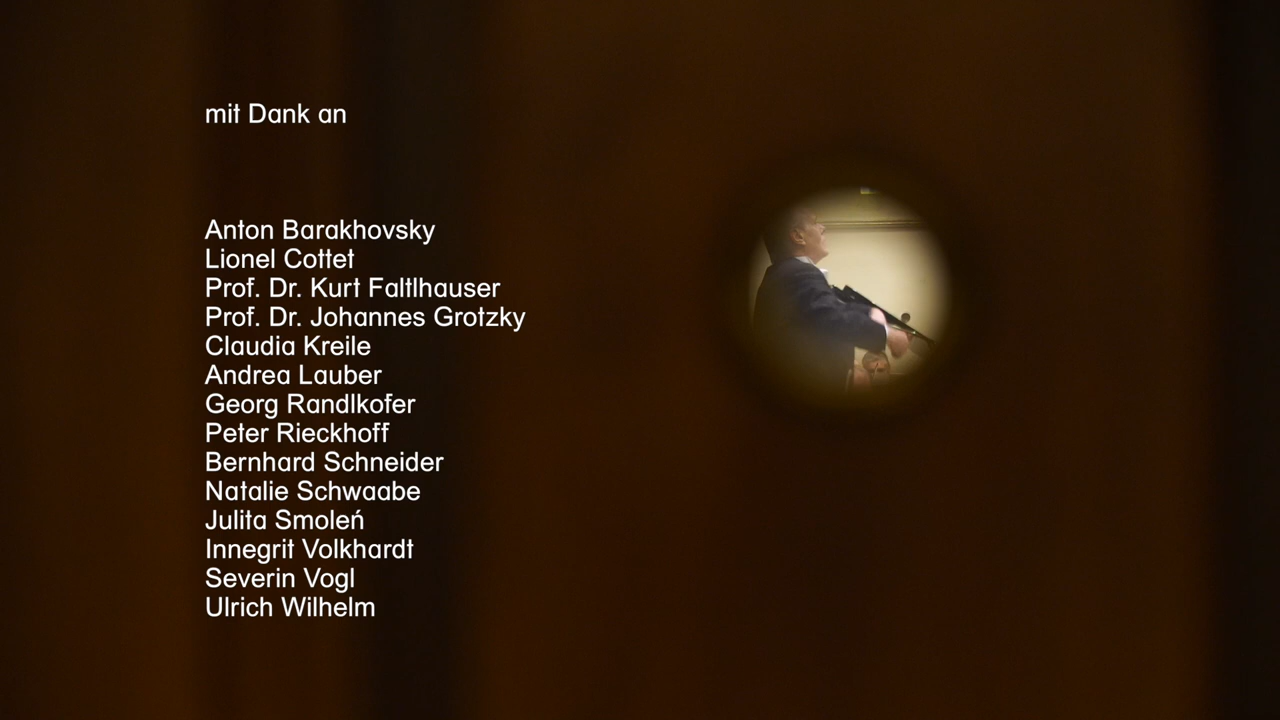 mit Dank an
Anton Barakhovsky
Lionel Cottet
Prof. Dr. Kurt Faltlhauser
Prof. Dr. Johannes Grotzky
Claudia Kreile
Andrea Lauber
Georg Randlkofer
Peter Rieckhoff
Bernhard Schneider
Natalie Schwaabe
Julita Smoleń
Innegrit Volkhardt
Severin Vogl
Ulrich Wilhelm